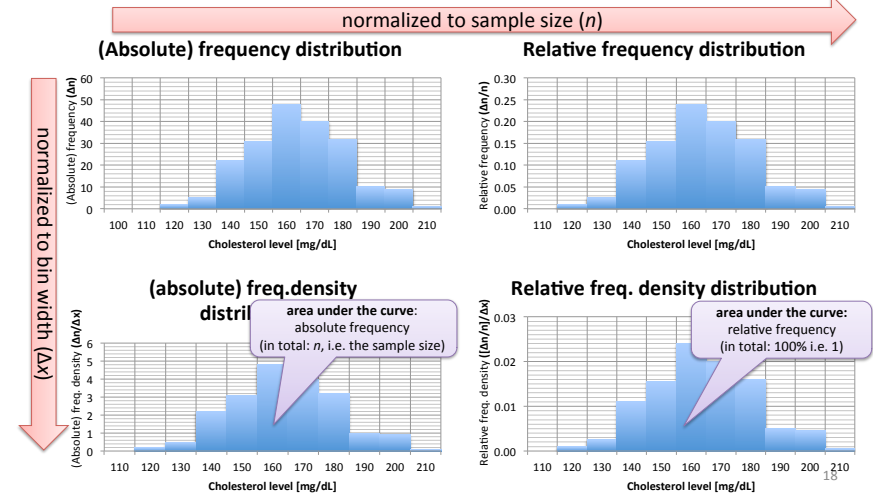 normalized to sample size (n)
normalized to bin width (Δx)
(Absolute) frequency distribution
(Absolute) frequency (Δn)
60
50
40
30
20
10
0
100 110 120 130 140 150 160 170 180 190 200 210
Cholesterol level [mg/dL]
Relative frequency distribution
Relative frequency (Δn/n)
0.30
0.25
0.20
0.15
0.10
0.05
0.00
110 120 130 140 150 160 170 180 190 200 210
Cholesterol level [mg/dL]
(absolute) freq.density
distri
area under the curve:
absolute frequency
(in total: n, i.e. the sample size)
(Absolute) freq. density (Δn/Δx)
6
5
4
3
2
1
0
110 120 130 140 150 160 170 180 190 200 210
Cholesterol level [mg/dL]
Relative freq. density distribution
area under the curve:
relative frequency
(in total: 100% i.e. 1)
Relative freq. density ([Δn/n]/Δx)
0.03
0.02
0.01
0.00
110 120 130 140 150 160 170 180 190 200 210
Cholesterol level [mg/dL]
18